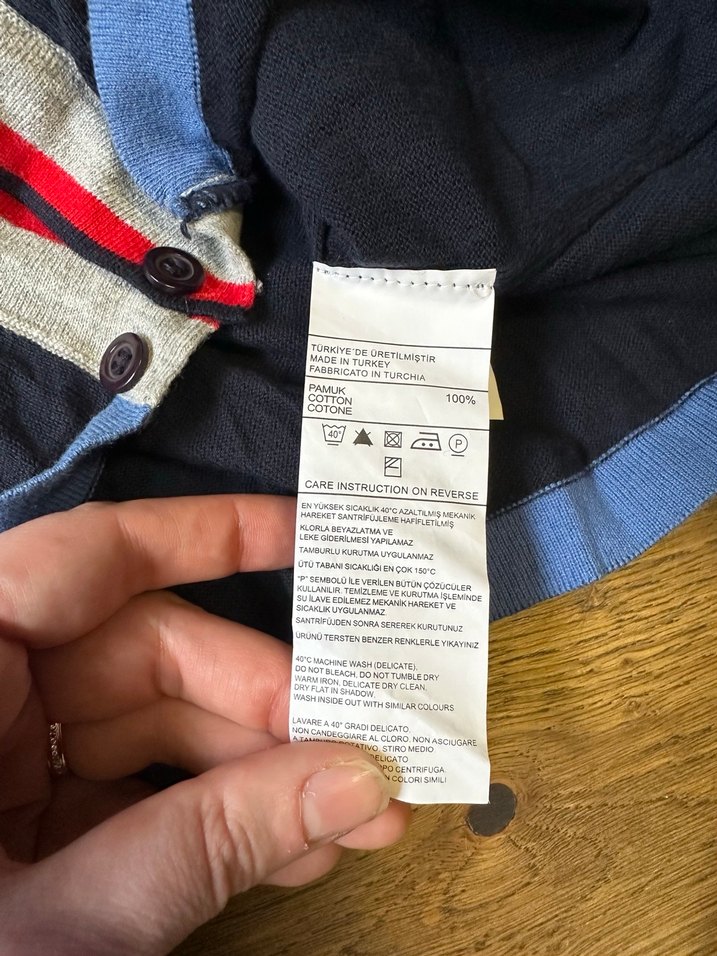 TÜRKİYE'DE ÜRETİLMİŞTİR
MADE IN TURKEY
FABBRICATO IN TURCHIA
PAMUK
COTTON 100%
COTONE
40° P
CARE INSTRUCTION ON REVERSE
EN YÜKSEK SICAKLIK 40°C AZALTILMIŞ MEKANİK
HAREKET SANTRİFÜJLEME HAFİFLETİLMİŞ
KLORLA BEYAZLATMA VE
LEKE GİDERİLMESİ YAPILAMAZ
TAMBURLU KURUTMA UYGULANMAZ
ÜTÜ TABANI SICAKLIĞI EN ÇOK 150°C
"P" SEMBOLÜ İLE VERİLEN BÜTÜN ÇÖZÜCÜLER
KULLANILIR. TEMİZLEME VE KURUTMA İŞLEMİNDE
SU İLAVE EDİLEMEZ MEKANİK HAREKET VE
SICAKLIK UYGULANMAZ.
SANTRİFÜJDEN SONRA SEREREK KURUTUNUZ
ÜRÜNÜ TERSTEN BENZER RENKLERLE YIKAYINIZ
40°C MACHINE WASH (DELICATE).
DO NOT BLEACH. DO NOT TUMBLE DRY
WARM IRON. DELICATE DRY CLEAN.
DRY FLAT IN SHADOW.
WASH INSIDE OUT WITH SIMILAR COLOURS
LAVARE A 40° GRADI DELICATO.
NON CANDEGGIARE AL CLORO. NON ASCIUGARE
A TAMBURO ROTATIVO. STIRO MEDIO.
DELICATO
CENTRIFUGA.
COLORI SIMILI